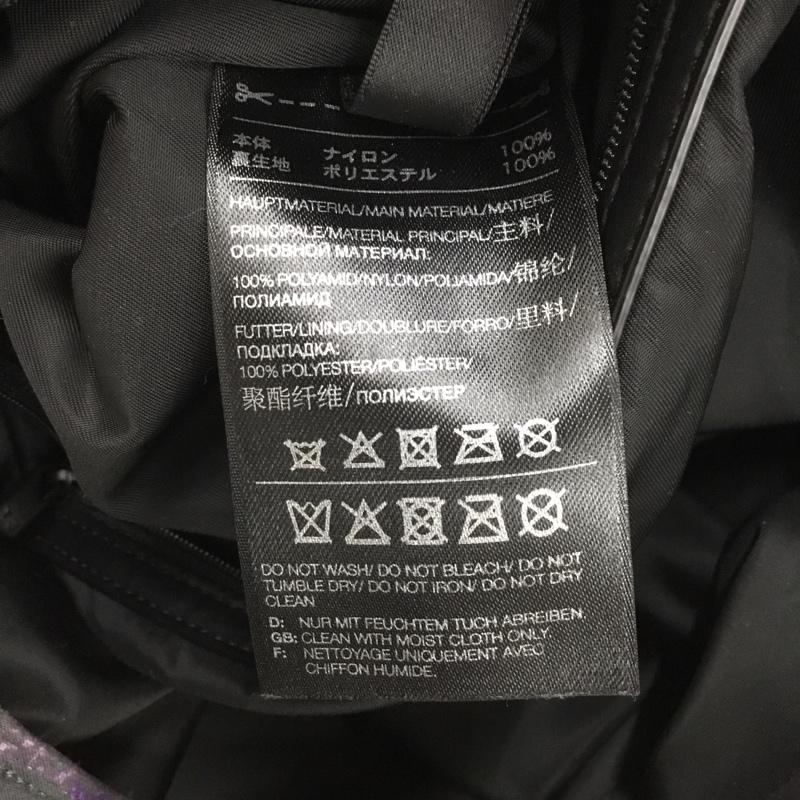 本体 ナイロン 100%
裏生地 ポリエステル 100%
HAUPTMATERIAL/MAIN MATERIAL/MATIERE
PRINCIPALE/MATERIAL PRINCIPAL/主料/
ОСНОВНОЙ МАТЕРИАЛ:
100% POLYAMID/NYLON/POLIAMIDA/锦纶/
ПОЛИАМИД
FUTTER/LINING/DOUBLURE/FORRO/里料/
ПОДКЛАДКА:
100% POLYESTER/POLIÉSTER/
聚酯纤维/ПОЛИЭСТЕР
DO NOT WASH/ DO NOT BLEACH/ DO NOT
TUMBLE DRY/ DO NOT IRON/ DO NOT DRY
CLEAN
D: NUR MIT FEUCHTEM TUCH ABREIBEN.
GB: CLEAN WITH MOIST CLOTH ONLY.
F: NETTOYAGE UNIQUEMENT AVEC
CHIFFON HUMIDE.